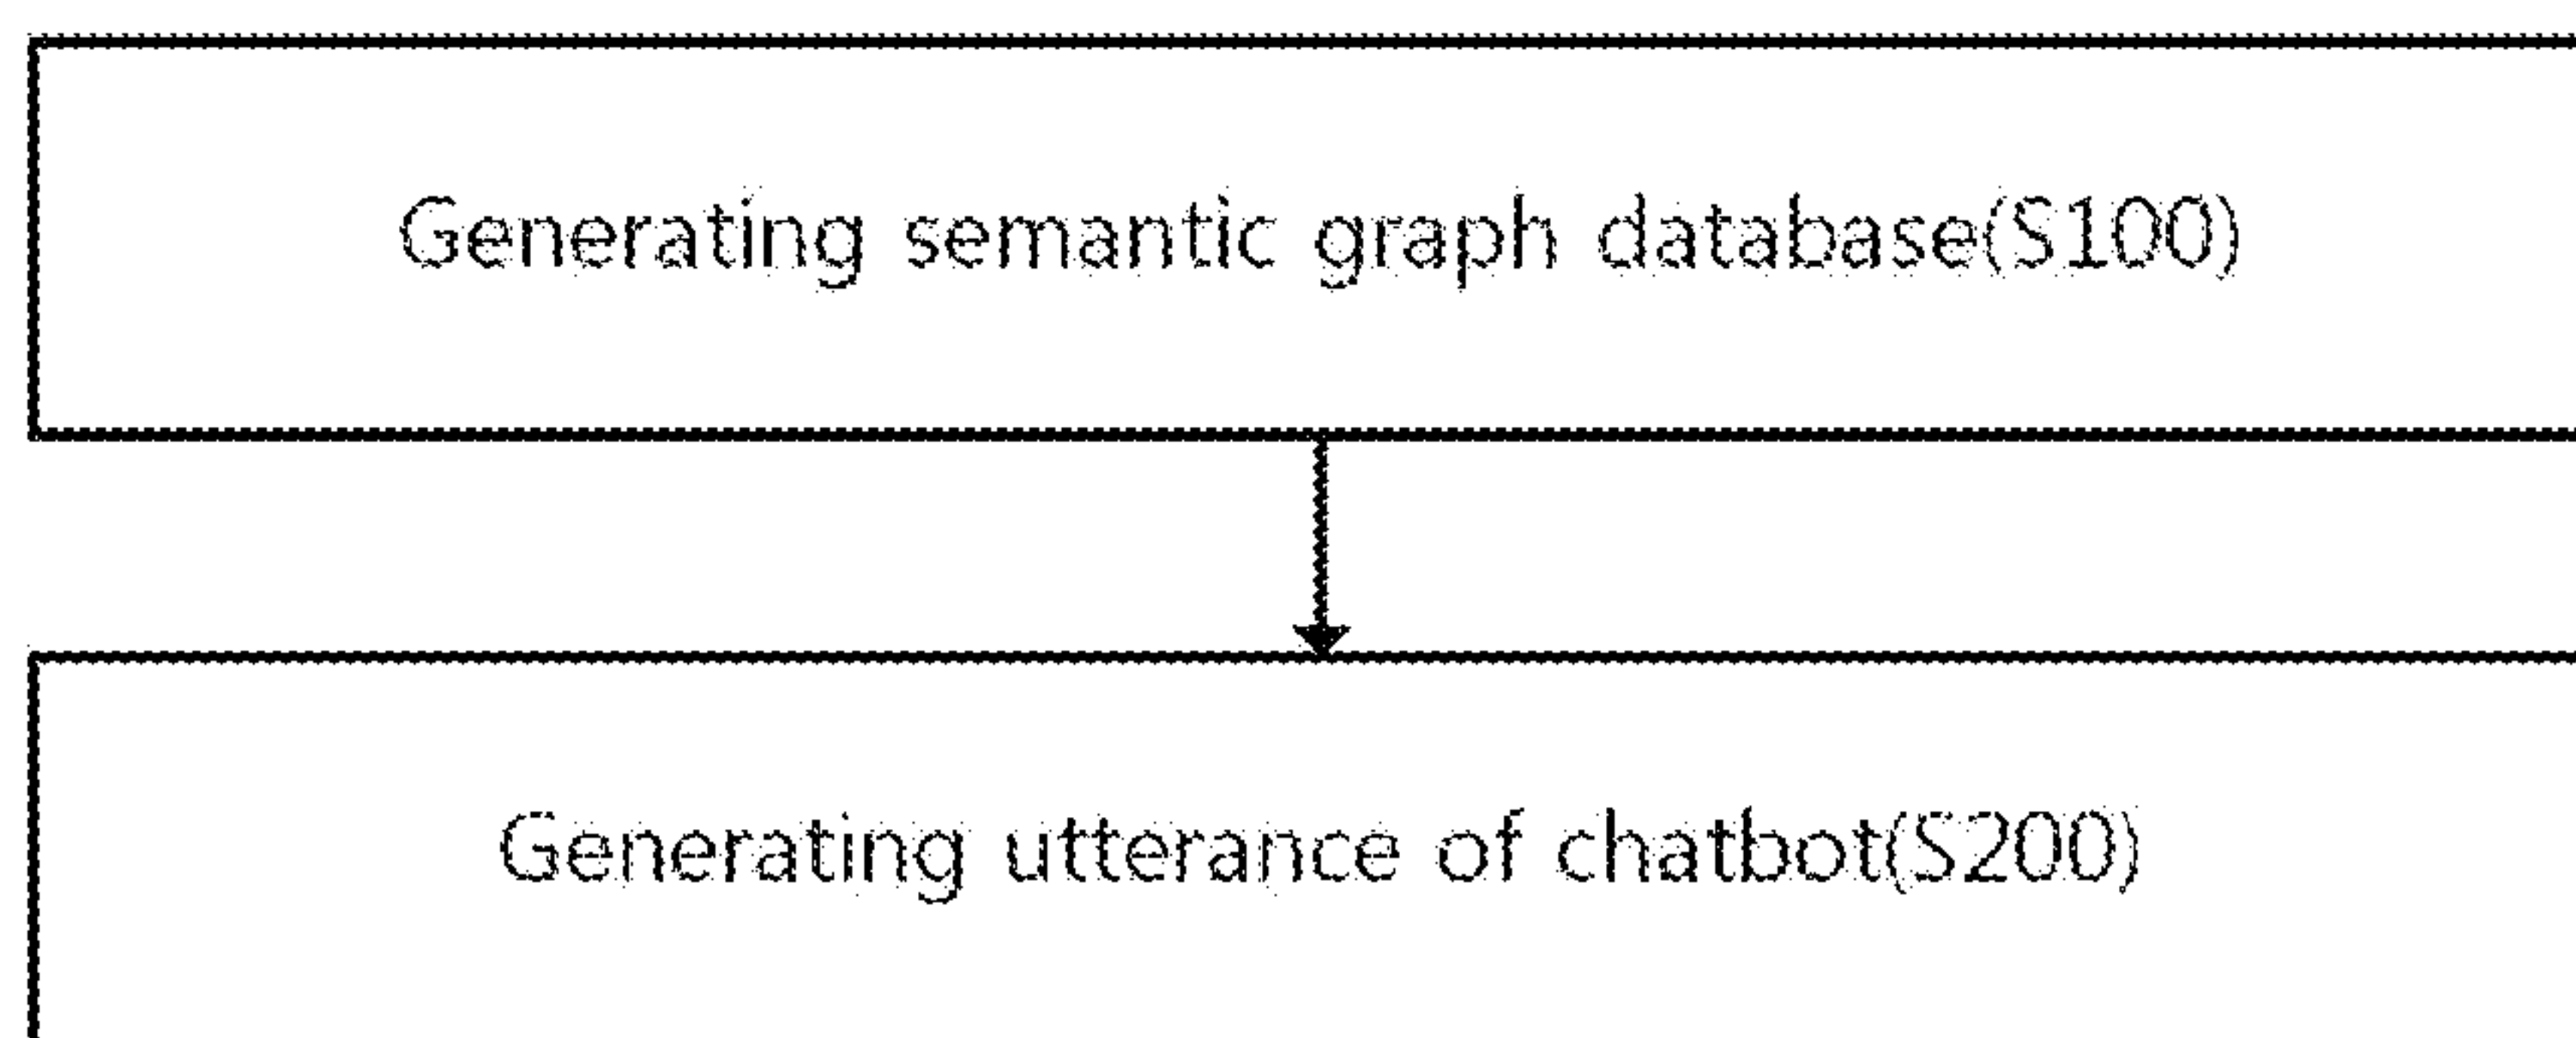 Generating semantic graph database(S100)
Generating utterance of chatbot(S200)